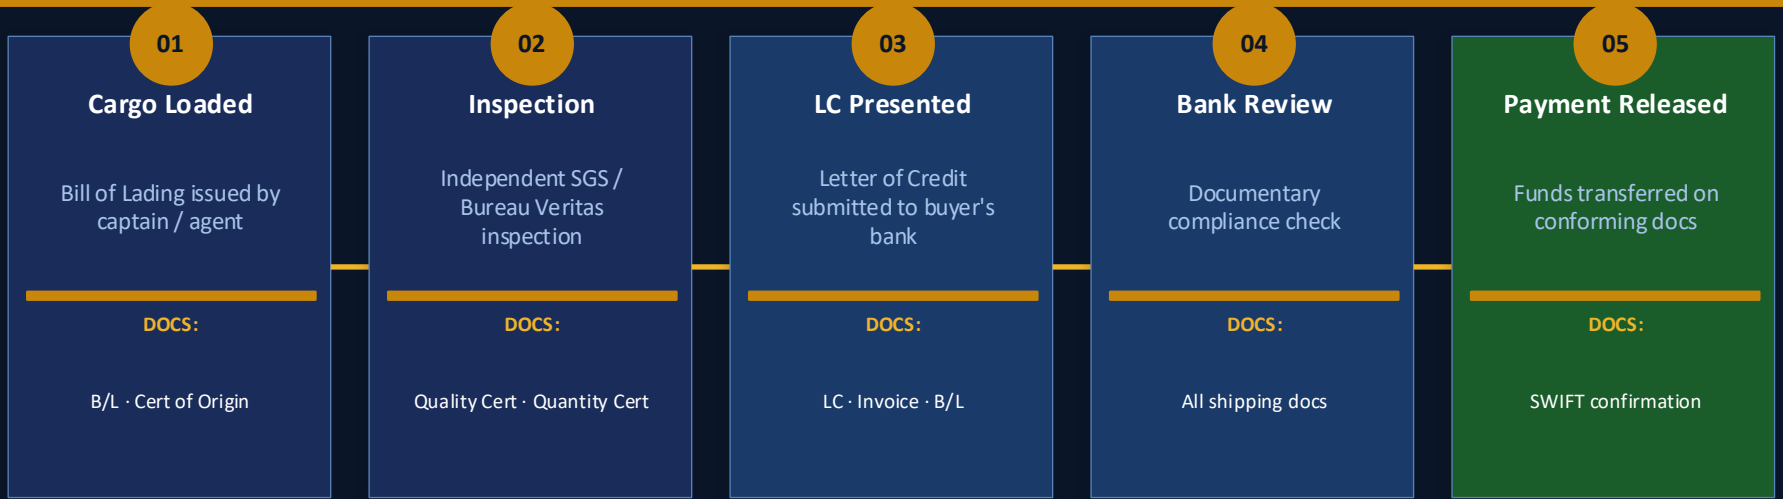 01
Cargo Loaded
Bill of Lading issued by
captain / agent
DOCS:
B/L · Cert of Origin
02
Inspection
Independent SGS /
Bureau Veritas
inspection
DOCS:
Quality Cert · Quantity Cert
03
LC Presented
Letter of Credit
submitted to buyer's
bank
DOCS:
LC · Invoice · B/L
04
Bank Review
Documentary
compliance check
DOCS:
All shipping docs
05
Payment Released
Funds transferred on
conforming docs
DOCS:
SWIFT confirmation